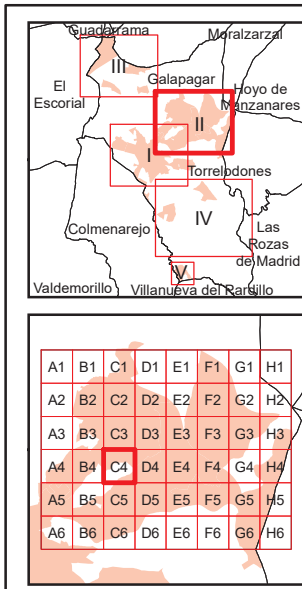 Guadarrama
Moralzarzal
III
El
Escorial
Galapagar
Hoyo de
Manzanares
II
I
Torrelodones
IV
Colmenarejo
Las
Rozas
de Madrid
V
Valdemorillo
Villanueva del Pardillo
A1 B1 C1 D1 E1 F1 G1 H1
A2 B2 C2 D2 E2 F2 G2 H2
A3 B3 C3 D3 E3 F3 G3 H3
A4 B4 C4 D4 E4 F4 G4 H4
A5 B5 C5 D5 E5 F5 G5 H5
A6 B6 C6 D6 E6 F6 G6 H6